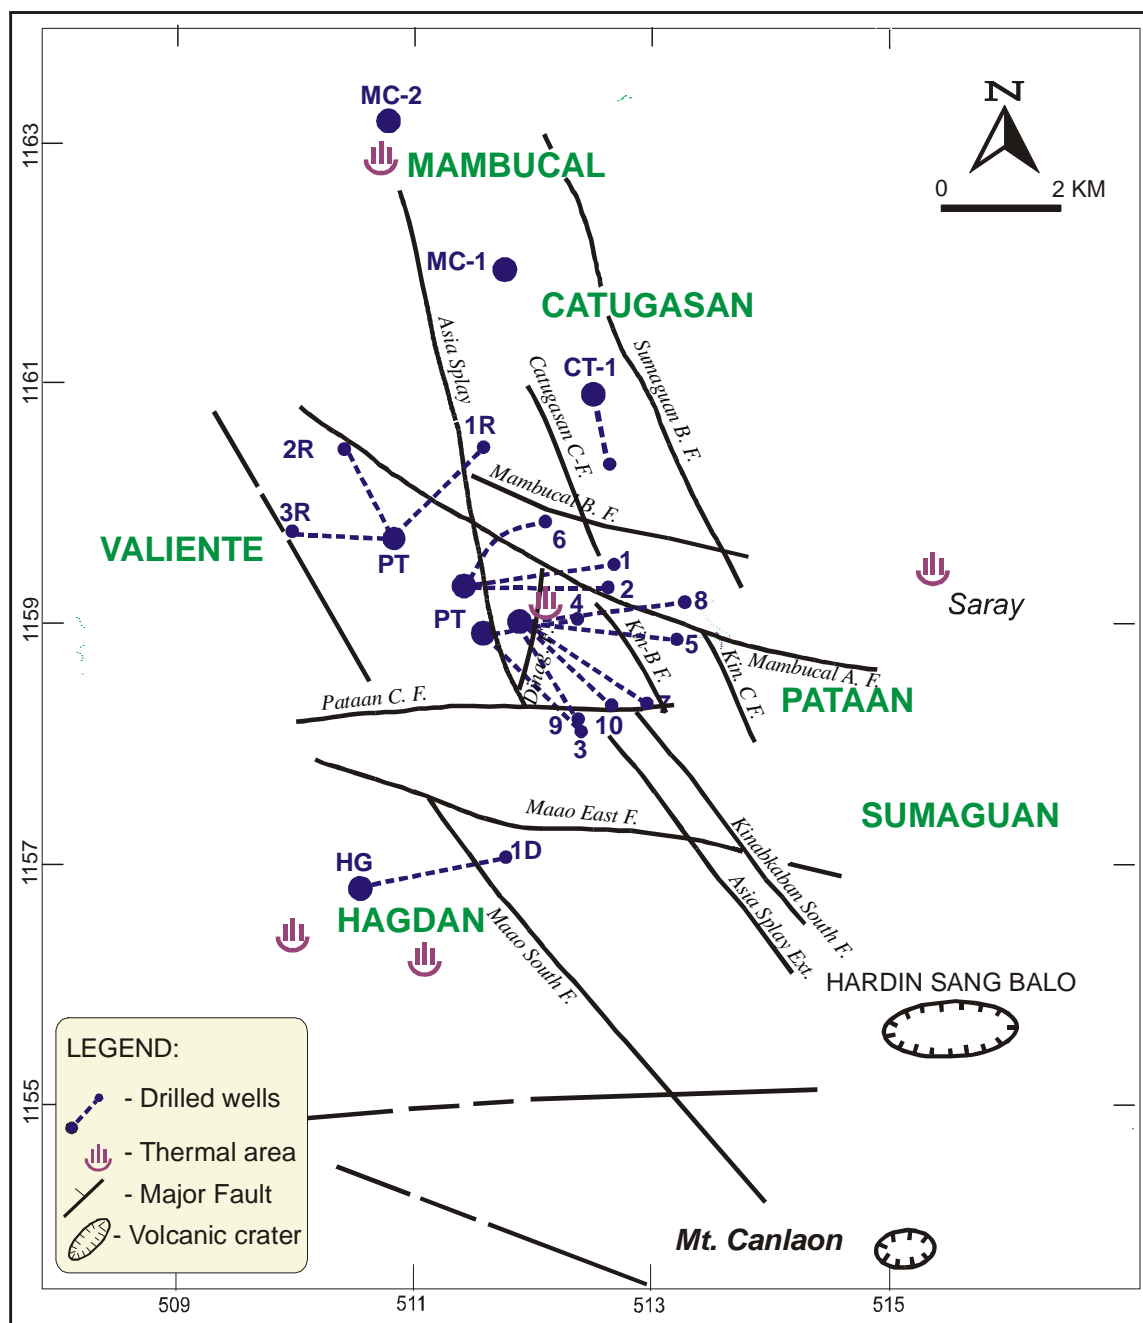 MC-2
N
1163
MAMBUCAL
0 2 KM
MC-1
CATUGASAN
Asia Splay
Sumaguan B. F.
Catugasan C-F.
CT-1
1161
1R
2R
Mambucal B. F.
3R
VALIENTE
PT
6
1
Saray
2
8
4
PT
1159
5
Kin-B F.
Dinag. F.
Kin. C F.
Mambucal A. F.
Pataan C. F.
7
PATAAN
9
10
3
Maao East F.
SUMAGUAN
Kinabkaban South F.
1D
1157
HG
HAGDAN
Asia Splay Ext.
Maao South F.
HARDIN SANG BALO
LEGEND:
- Drilled wells
1155
- Thermal area
- Major Fault
- Volcanic crater
Mt. Canlaon
509
511
513
515